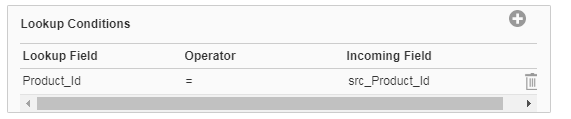 Lookup Conditions
Lookup Field Operator Incoming Field
Product_Id = src_Product_Id